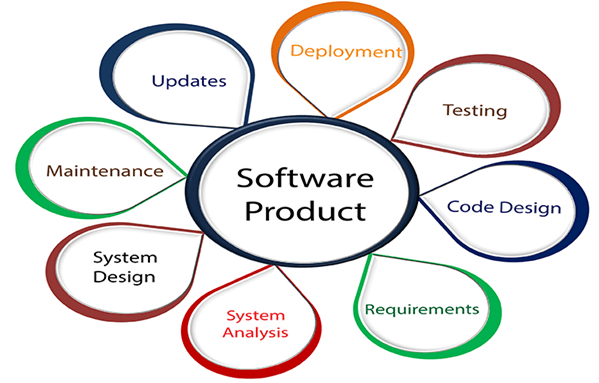 Deployment
Updates
Testing
Maintenance
Software
Product
Code Design
System
Design
System
Analysis
Requirements